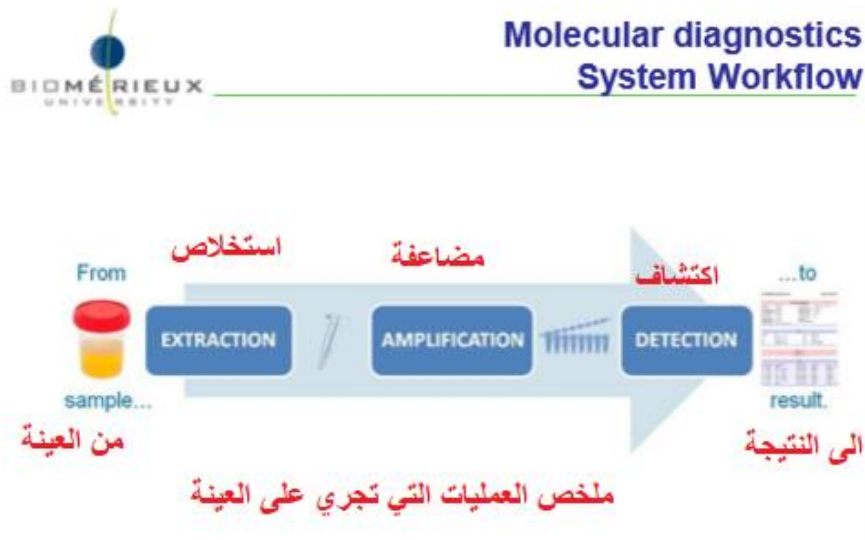 Molecular diagnostics
System Workflow
BIOMÉRIEUX
UNIVERSITY
استخلاص
مضاعفة
اكتشاف
From
...to
EXTRACTION
AMPLIFICATION
DETECTION
sample...
result.
من العينة
الى النتيجة
ملخص العمليات التي تجري على العينة